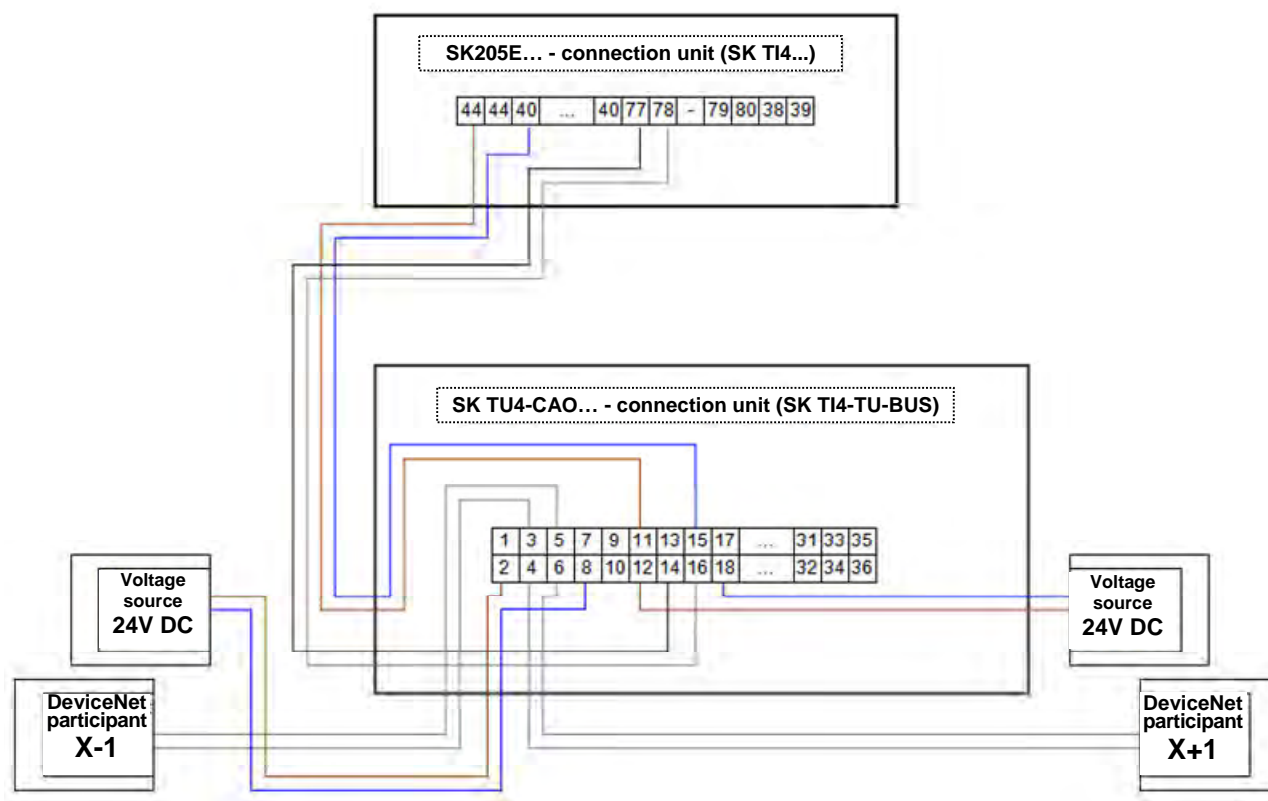 SK205E… - connection unit (SK TI4...)
44 44 40 ... 40 77 78 - 79 80 38 39
SK TU4-CAO… - connection unit (SK TI4-TU-BUS)
1 3 5 7 9 11 13 15 17 ... 31 33 35
2 4 6 8 10 12 14 16 18 ... 32 34 36
Voltage
source
24V DC
Voltage
source
24V DC
DeviceNet
participant
X-1
DeviceNet
participant
X+1